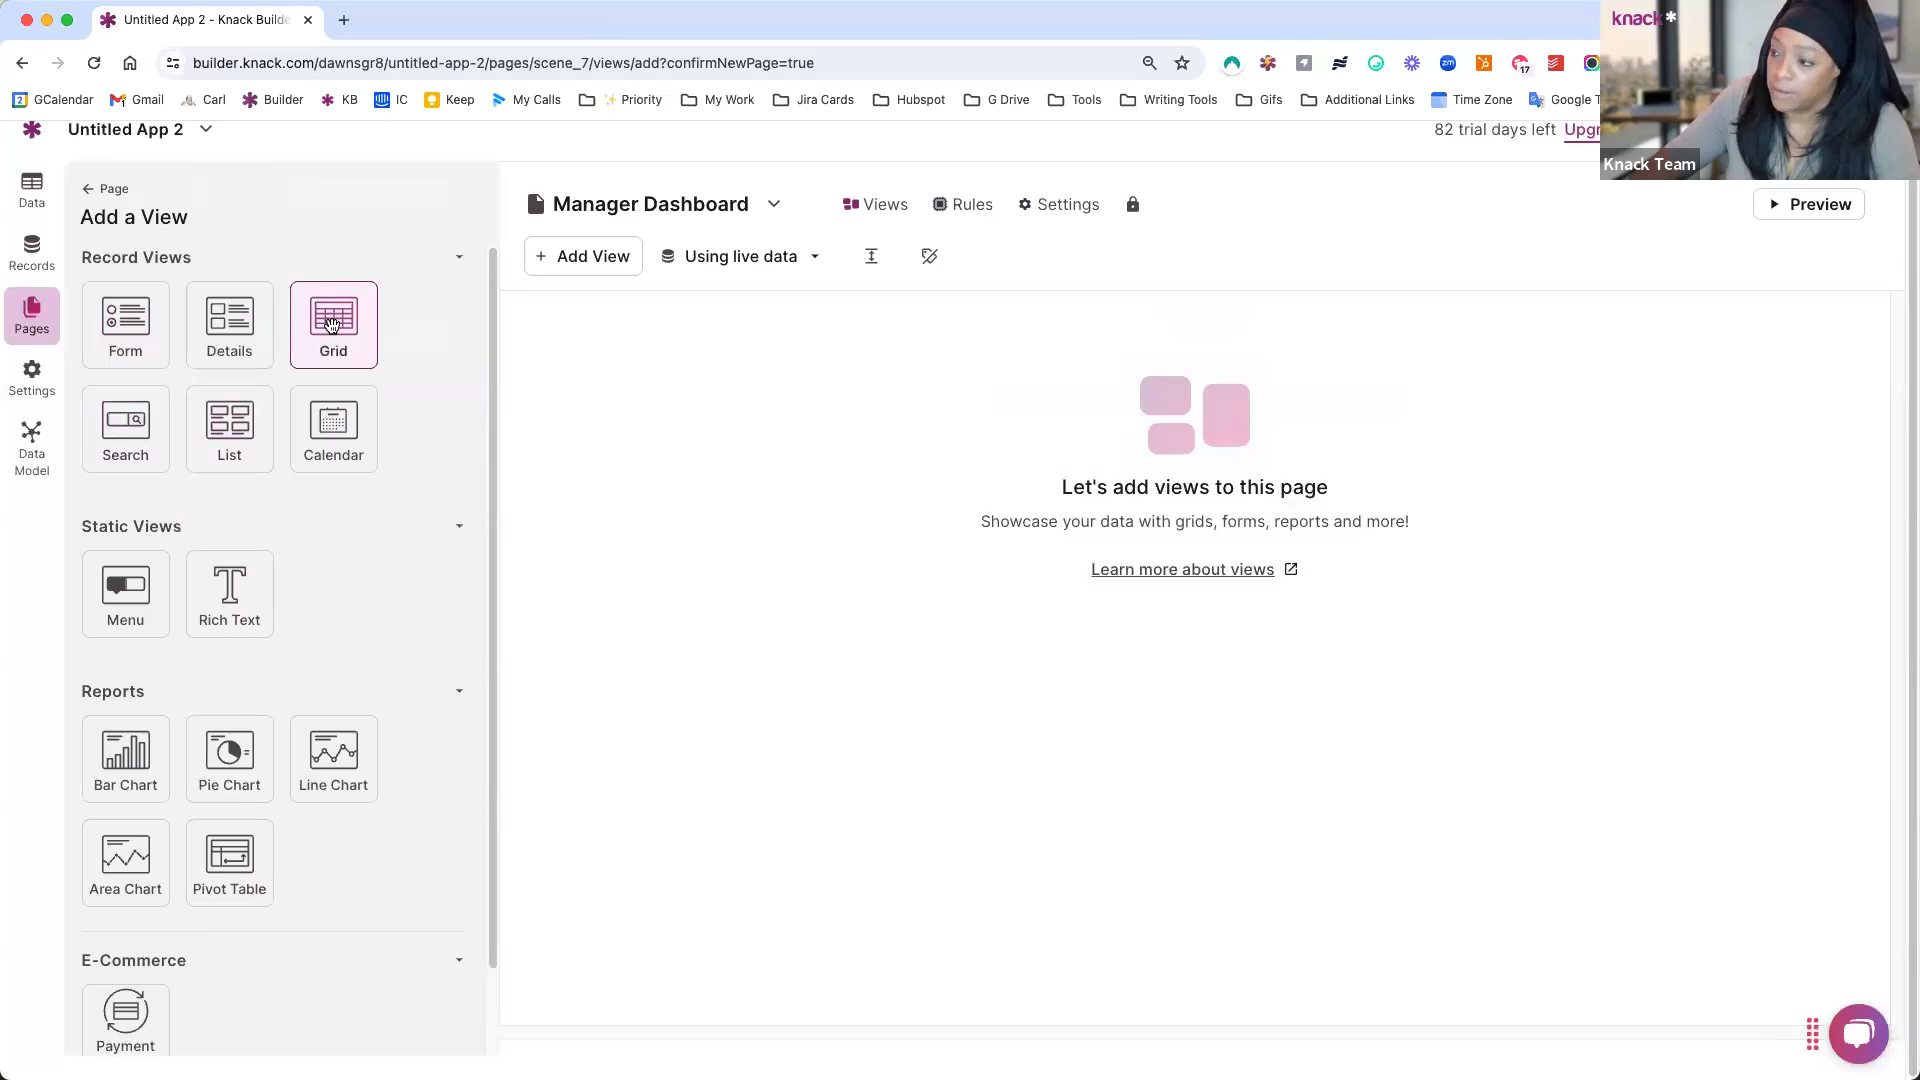 Untitled App 2 - Knack Builde
builder.knack.com/dawnsgr8/untitled-app-2/pages/scene_7/views/add?confirmNewPage=true
17
2 GCalendar Gmail Carl Builder KB IC Keep My Calls Priority My Work Jira Cards Hubspot G Drive Tools Writing Tools Gifs Additional Links Time Zone Google T
knack*
Knack Team
Untitled App 2
82 trial days left Upgr
Data
Records
Pages
Settings
Data
Model
Page
Add a View
Record Views
Form Details Grid
Search List Calendar
Static Views
Menu Rich Text
Reports
Bar Chart Pie Chart Line Chart
Area Chart Pivot Table
E-Commerce
Payment
Manager Dashboard Views Rules Settings
Preview
+ Add View Using live data
Let's add views to this page
Showcase your data with grids, forms, reports and more!
Learn more about views